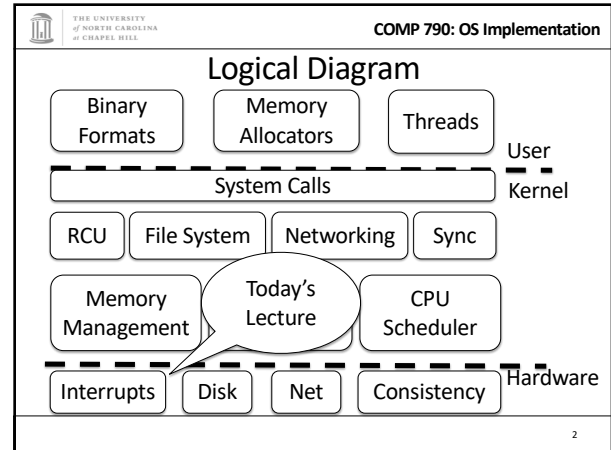 THE UNIVERSITY
of NORTH CAROLINA
at CHAPEL HILL
COMP 790: OS Implementation
Logical Diagram
Binary
Formats
Memory
Allocators
Threads
User
System Calls
Kernel
RCU
File System
Networking
Sync
Memory
Management
Today's
Lecture
CPU
Scheduler
Hardware
Interrupts
Disk
Net
Consistency
2